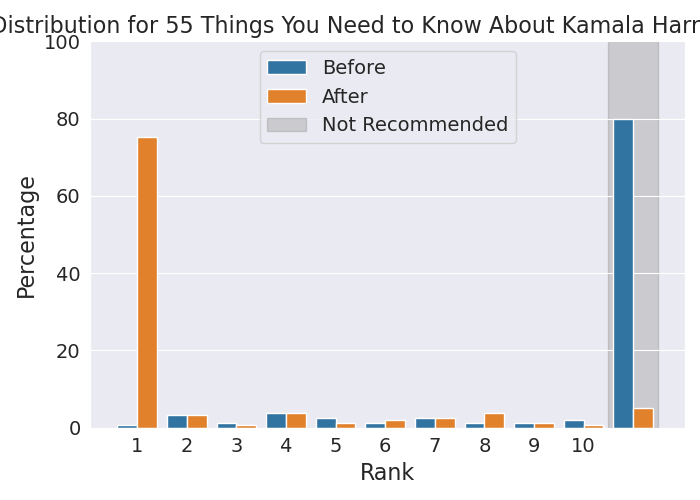 Distribution for 55 Things You Need to Know About Kamala Harr
100
80
60
40
20
0
Percentage
Before
After
Not Recommended
1 2 3 4 5 6 7 8 9 10
Rank